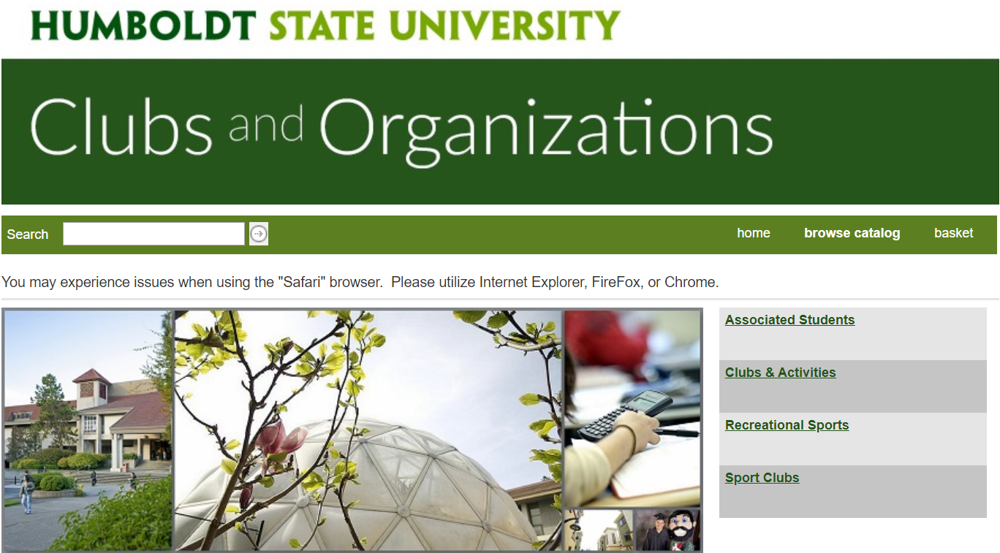 HUMBOLDT STATE UNIVERSITY
Clubs and Organizations
Search
home browse catalog basket
You may experience issues when using the "Safari" browser.  Please utilize Internet Explorer, FireFox, or Chrome.
Associated Students
Clubs & Activities
Recreational Sports
Sport Clubs